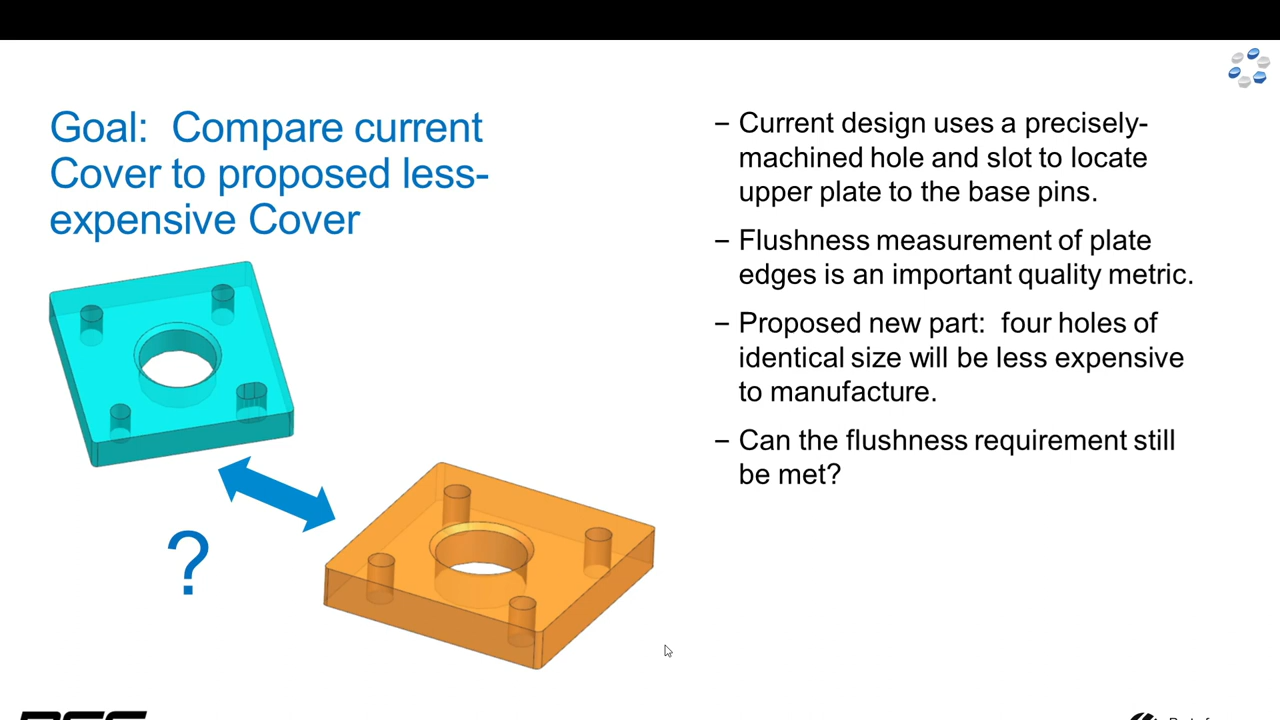 Goal:  Compare current
Cover to proposed less-
expensive Cover
– Current design uses a precisely-
machined hole and slot to locate
upper plate to the base pins.
– Flushness measurement of plate
edges is an important quality metric.
– Proposed new part:  four holes of
identical size will be less expensive
to manufacture.
– Can the flushness requirement still
be met?
?